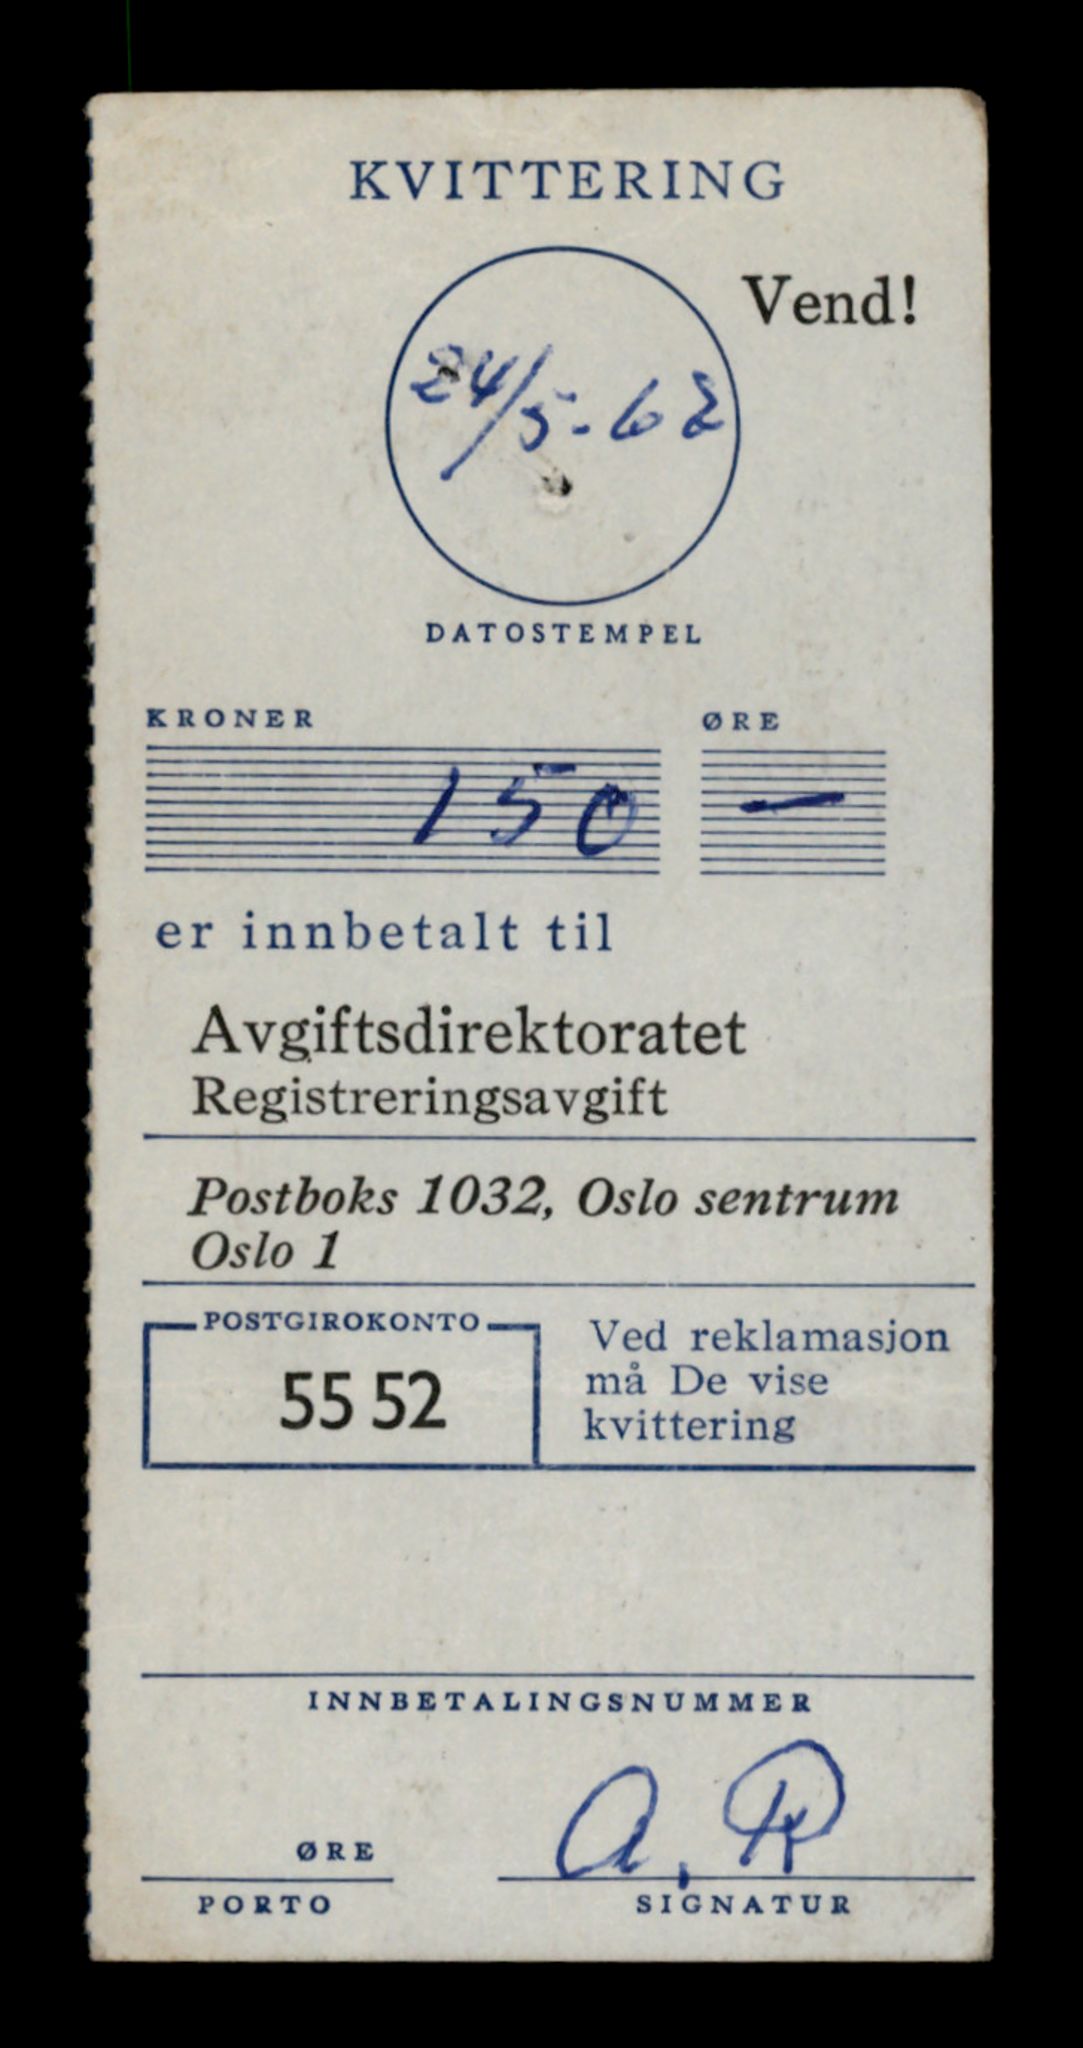 KVITTERING
Vend!
24/5-62
DATOSTEMPEL
KRONER ØRE
150 —
er innbetalt til
Avgiftsdirektoratet
Registreringsavgift
Postboks 1032, Oslo sentrum
Oslo 1
POSTGIROKONTO
55 52
Ved reklamasjon
må De vise
kvittering
INNBETALINGSNUMMER
A. R
ØRE
PORTO
SIGNATUR